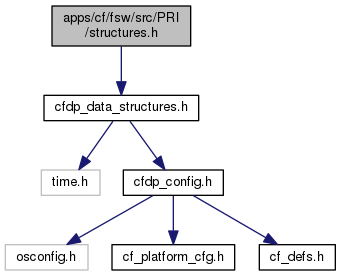 apps/cf/fsw/src/PRI
/structures.h
cfdp_data_structures.h
time.h
cfdp_config.h
osconfig.h
cf_platform_cfg.h
cf_defs.h